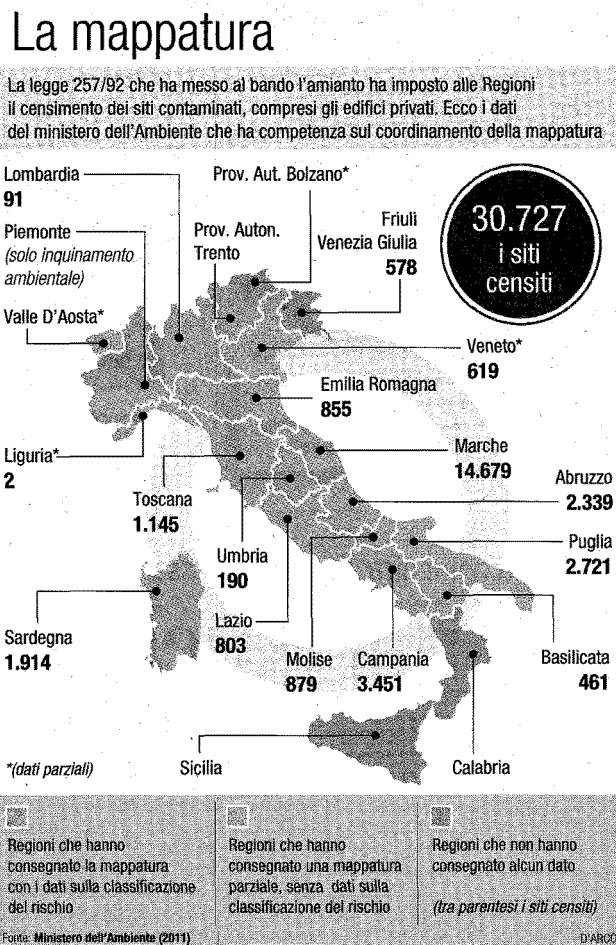 La mappatura
La legge 257/92 che ha messo al bando l'amianto ha imposto alle Regioni
il censimento dei siti contaminati, compresi gli edifici privati. Ecco i dati
del ministero dell'Ambiente che ha competenza sul coordinamento della mappatura
Lombardia
91
Prov. Aut. Bolzano*
Piemonte
(solo inquinamento
ambientale)
Prov. Auton.
Trento
Friuli
Venezia Giulia
578
30.727
i siti
censiti
Valle D'Aosta*
Veneto*
619
Emilia Romagna
855
Liguria*
2
Marche
14.679
Toscana
1.145
Abruzzo
2.339
Umbria
190
Puglia
2.721
Lazio
803
Sardegna
1.914
Molise
879
Campania
3.451
Basilicata
461
*(dati parziali)
Sicilia
Calabria
Regioni che hanno
consegnato la mappatura
con i dati sulla classificazione
del rischio
Regioni che hanno
consegnato una mappatura
parziale, senza dati sulla
classificazione del rischio
Regioni che non hanno
consegnato alcun dato
(tra parentesi i siti censiti)
Fonte: Ministero dell'Ambiente (2011)
D'ARCO